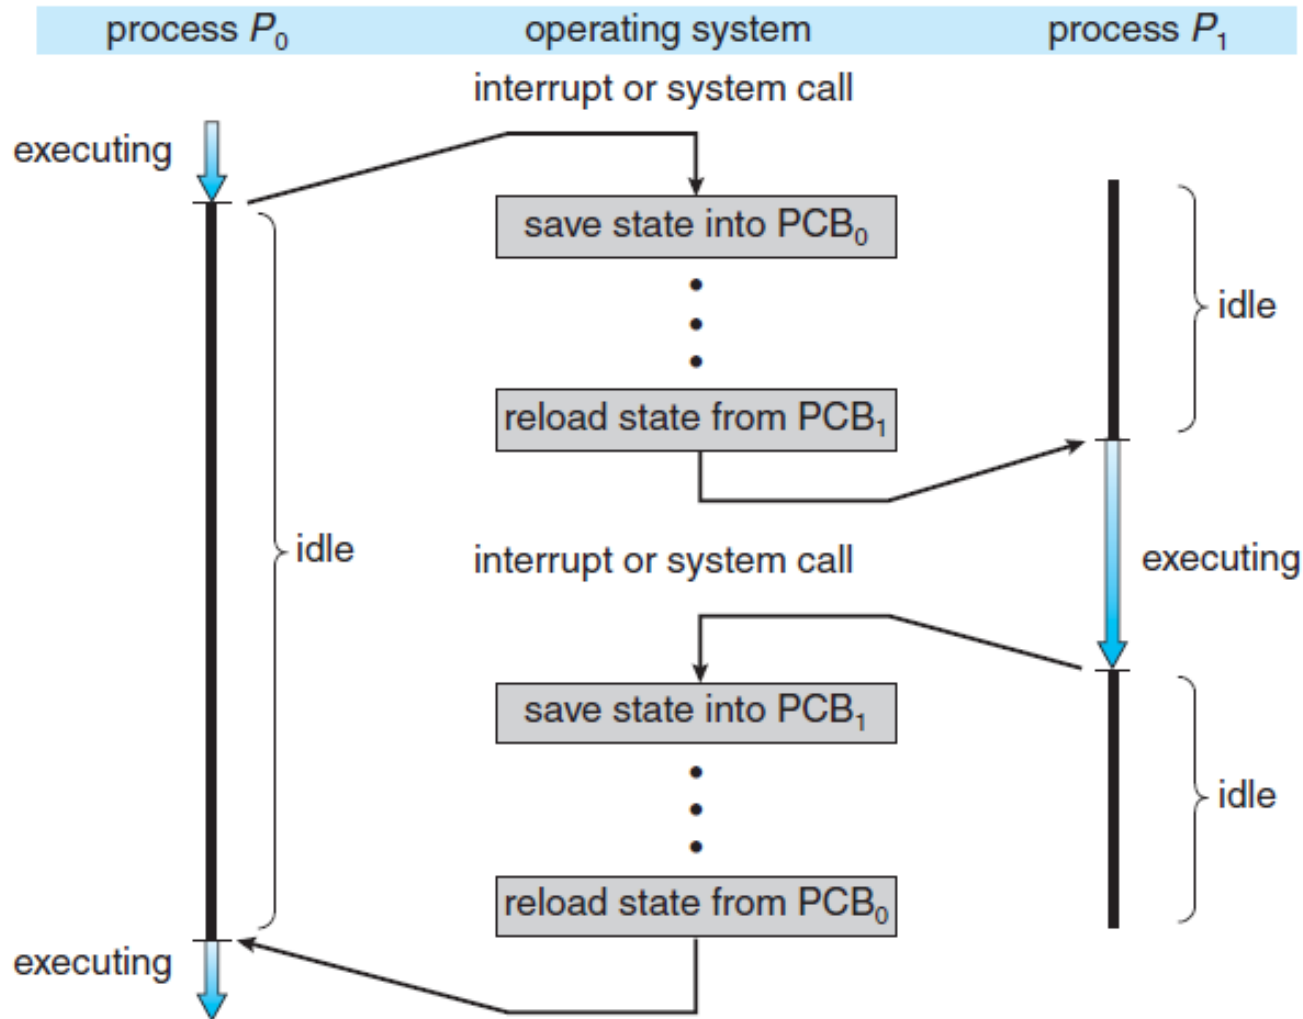 process P₀ operating system process P₁
interrupt or system call
executing
save state into PCB₀
idle
reload state from PCB₁
idle
interrupt or system call
executing
save state into PCB₁
idle
reload state from PCB₀
executing